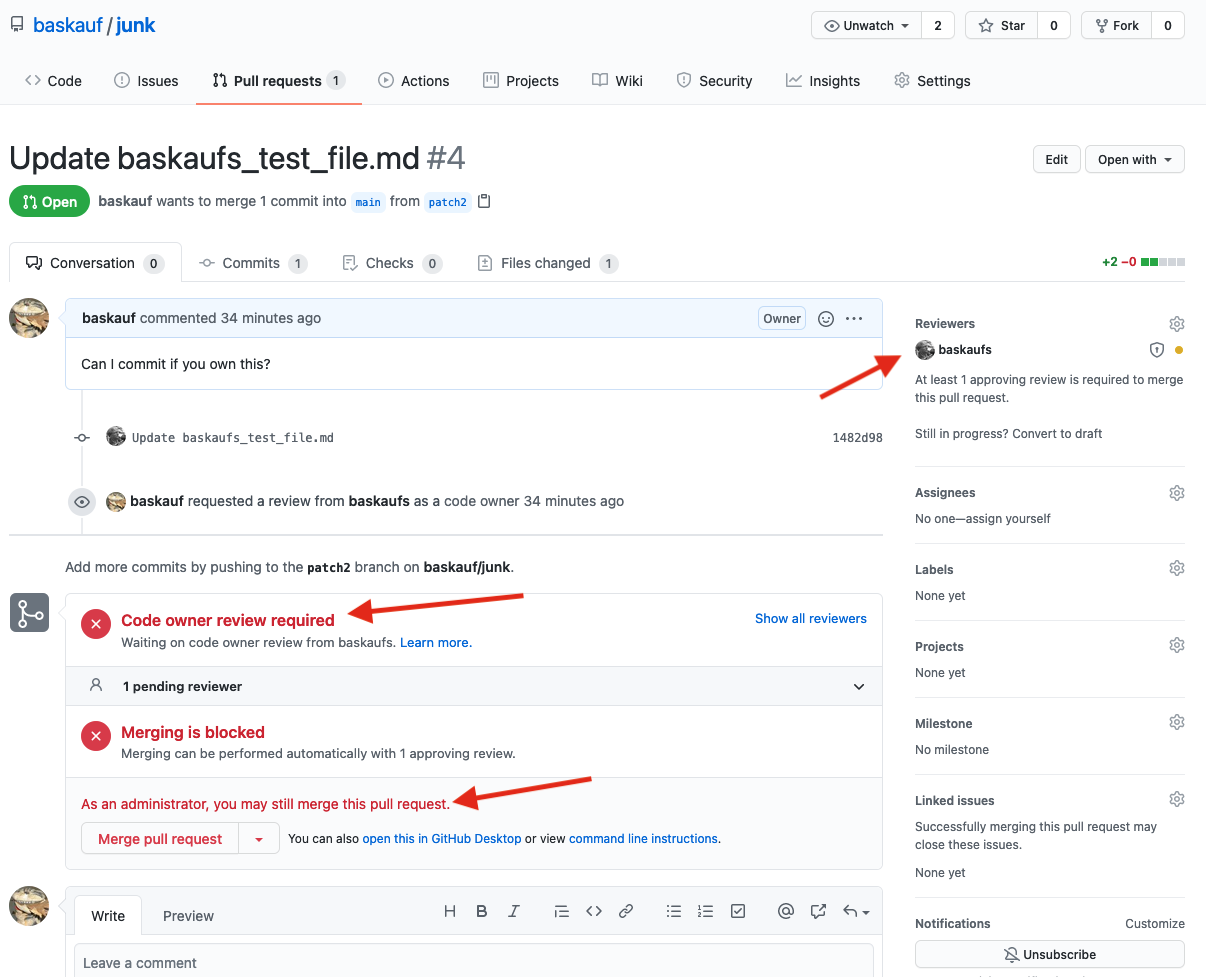 baskauf / junk
Unwatch 2 Star 0 Fork 0
Code Issues Pull requests 1 Actions Projects Wiki Security Insights Settings
Update baskaufs_test_file.md #4
Edit Open with
Open baskauf wants to merge 1 commit into main from patch2
Conversation 0 Commits 1 Checks 0 Files changed 1
+2 −0
baskauf commented 34 minutes ago
Owner
Can I commit if you own this?
Update baskaufs_test_file.md 1482d98
baskauf requested a review from baskaufs as a code owner 34 minutes ago
Add more commits by pushing to the patch2 branch on baskauf/junk.
Code owner review required
Show all reviewers
Waiting on code owner review from baskaufs. Learn more.
1 pending reviewer
Merging is blocked
Merging can be performed automatically with 1 approving review.
As an administrator, you may still merge this pull request.
Merge pull request You can also open this in GitHub Desktop or view command line instructions.
Write Preview
H B I
Leave a comment
Reviewers
baskaufs
At least 1 approving review is required to merge
this pull request.
Still in progress? Convert to draft
Assignees
No one—assign yourself
Labels
None yet
Projects
None yet
Milestone
No milestone
Linked issues
Successfully merging this pull request may
close these issues.
None yet
Notifications Customize
Unsubscribe